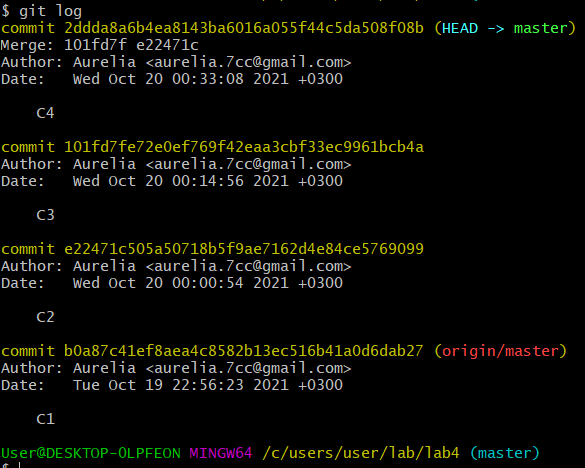 $ git log
commit 2ddda8a6b4ea8143ba6016a055f44c5da508f08b (HEAD -> master)
Merge: 101fd7f e22471c
Author: Aurelia <aurelia.7cc@gmail.com>
Date:   Wed Oct 20 00:33:08 2021 +0300
C4
commit 101fd7fe72e0ef769f42eaa3cbf33ec9961bcb4a
Author: Aurelia <aurelia.7cc@gmail.com>
Date:   Wed Oct 20 00:14:56 2021 +0300
C3
commit e22471c505a50718b5f9ae7162d4e84ce5769099
Author: Aurelia <aurelia.7cc@gmail.com>
Date:   Wed Oct 20 00:00:54 2021 +0300
C2
commit b0a87c41ef8aea4c8582b13ec516b41a0d6dab27 (origin/master)
Author: Aurelia <aurelia.7cc@gmail.com>
Date:   Tue Oct 19 22:56:23 2021 +0300
C1
User@DESKTOP-OLPFEON MINGW64 /c/users/user/lab/lab4 (master)
$